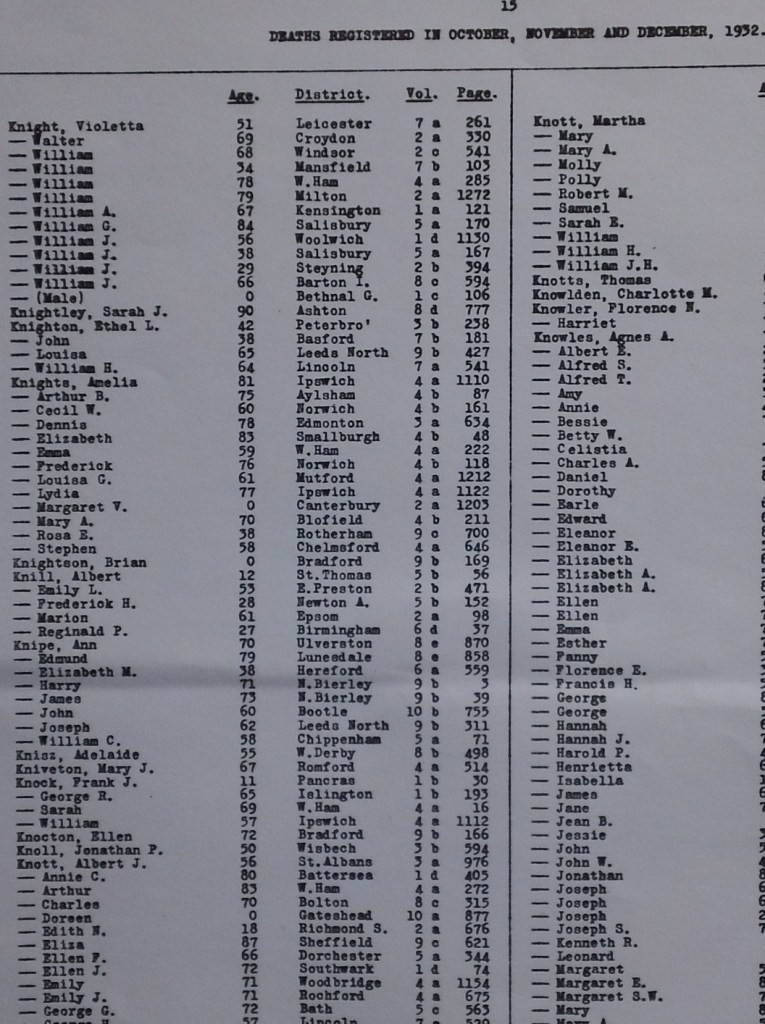 15
DEATHS REGISTERED IN OCTOBER, NOVEMBER AND DECEMBER, 1932.
Age. District. Vol. Page.
Knight, Violetta 51 Leicester 7 a 261
— Walter 69 Croydon 2 a 330
— William 68 Windsor 2 c 541
— William 34 Mansfield 7 b 103
— William 78 W.Ham 4 a 285
— William 79 Milton 2 a 1272
— William A. 67 Kensington 1 a 121
— William G. 84 Salisbury 5 a 170
— William J. 56 Woolwich 1 d 1130
— William J. 38 Salisbury 5 a 167
— William J. 29 Steyning 2 b 394
— William J. 66 Barton I. 8 c 594
— (Male) 0 Bethnal G. 1 c 106
Knightley, Sarah J. 90 Ashton 8 d 777
Knighton, Ethel L. 42 Peterbro' 3 b 238
— John 38 Basford 7 b 181
— Louisa 65 Leeds North 9 b 427
— William H. 64 Lincoln 7 a 541
Knights, Amelia 81 Ipswich 4 a 1110
— Arthur B. 75 Aylsham 4 b 87
— Cecil W. 60 Norwich 4 b 161
— Dennis 78 Edmonton 3 a 634
— Elizabeth 83 Smallburgh 4 b 48
— Emma 59 W.Ham 4 a 222
— Frederick 76 Norwich 4 b 118
— Louisa G. 61 Mutford 4 a 1212
— Lydia 77 Ipswich 4 a 1122
— Margaret V. 0 Canterbury 2 a 1203
— Mary A. 70 Blofield 4 b 211
— Rosa E. 38 Rotherham 9 c 700
— Stephen 58 Chelmsford 4 a 646
Knightson, Brian 0 Bradford 9 b 169
Knill, Albert 12 St.Thomas 5 b 56
— Emily L. 53 E.Preston 2 b 471
— Frederick H. 28 Newton A. 5 b 152
— Marion 61 Epsom 2 a 98
— Reginald P. 27 Birmingham 6 d 37
Knipe, Ann 70 Ulverston 8 e 870
— Edmund 79 Lunesdale 8 e 858
— Elizabeth M. 38 Hereford 6 a 559
— Harry 71 N.Bierley 9 b 3
— James 73 N.Bierley 9 b 39
— John 60 Bootle 10 b 755
— Joseph 62 Leeds North 9 b 311
— William C. 58 Chippenham 5 a 71
Knisz, Adelaide 55 W.Derby 8 b 498
Kniveton, Mary J. 67 Romford 4 a 514
Knock, Frank J. 11 Pancras 1 b 30
— George R. 65 Islington 1 b 193
— Sarah 69 W.Ham 4 a 16
— William 57 Ipswich 4 a 1112
Knocton, Ellen 72 Bradford 9 b 166
Knoll, Jonathan P. 50 Wisbech 3 b 594
Knott, Albert J. 56 St.Albans 3 a 976
— Annie C. 80 Battersea 1 d 405
— Arthur 83 W.Ham 4 a 272
— Charles 70 Bolton 8 c 315
— Doreen 0 Gateshead 10 a 877
— Edith N. 18 Richmond S. 2 a 676
— Eliza 87 Sheffield 9 c 621
— Ellen F. 66 Dorchester 5 a 344
— Ellen J. 72 Southwark 1 d 74
— Emily 71 Woodbridge 4 a 1154
— Emily J. 71 Rochford 4 a 675
— George G. 72 Bath 5 c 563
57 Lincoln 7 a
Knott, Martha
— Mary
— Mary A.
— Molly
— Polly
— Robert M.
— Samuel
— Sarah E.
— William
— William H.
— William J.H.
Knotts, Thomas
Knowlden, Charlotte M.
Knowler, Florence N.
— Harriet
Knowles, Agnes A.
— Albert E.
— Alfred S.
— Alfred T.
— Amy
— Annie
— Bessie
— Betty W.
— Celistia
— Charles A.
— Daniel
— Dorothy
— Earle
— Edward
— Eleanor
— Eleanor E.
— Elizabeth
— Elizabeth A.
— Elizabeth A.
— Ellen
— Ellen
— Emma
— Esther
— Fanny
— Florence E.
— Francis H.
— George
— George
— Hannah
— Hannah J.
— Harold P.
— Henrietta
— Isabella
— James
— Jane
— Jean B.
— Jessie
— John
— John W.
— Jonathan
— Joseph
— Joseph
— Joseph
— Joseph S.
— Kenneth R.
— Leonard
— Margaret
— Margaret E.
— Margaret S.W.
— Mary